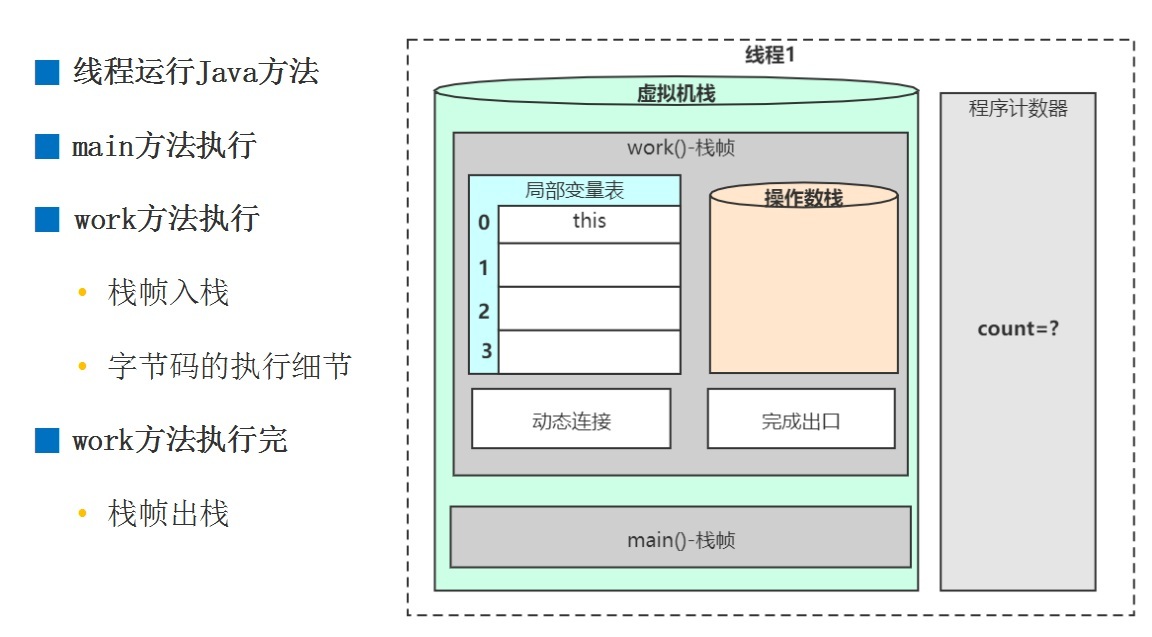 线程运行Java方法
main方法执行
work方法执行
栈帧入栈
字节码的执行细节
work方法执行完
栈帧出栈
线程1
虚拟机栈
work()-栈帧
局部变量表
0 this
1
2
3
操作数栈
动态连接
完成出口
main()-栈帧
程序计数器
count=?